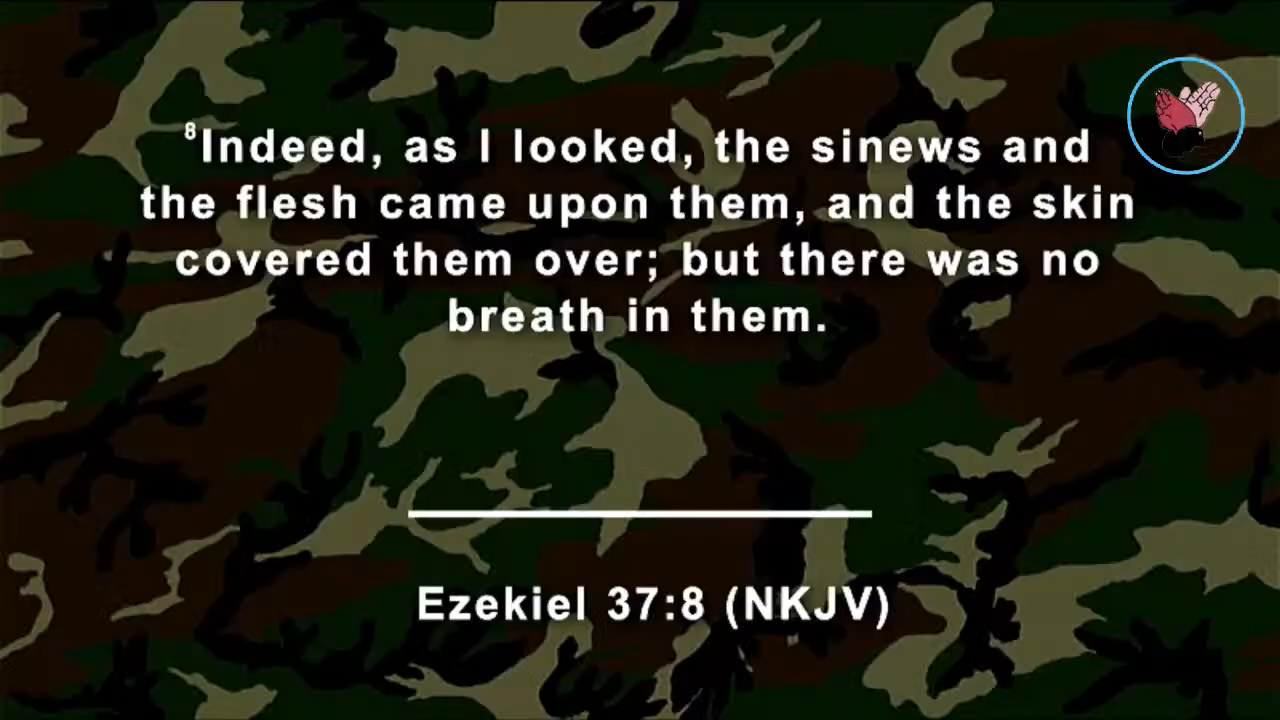 ⁸Indeed, as I looked, the sinews and
the flesh came upon them, and the skin
covered them over; but there was no
breath in them.
Ezekiel 37:8 (NKJV)